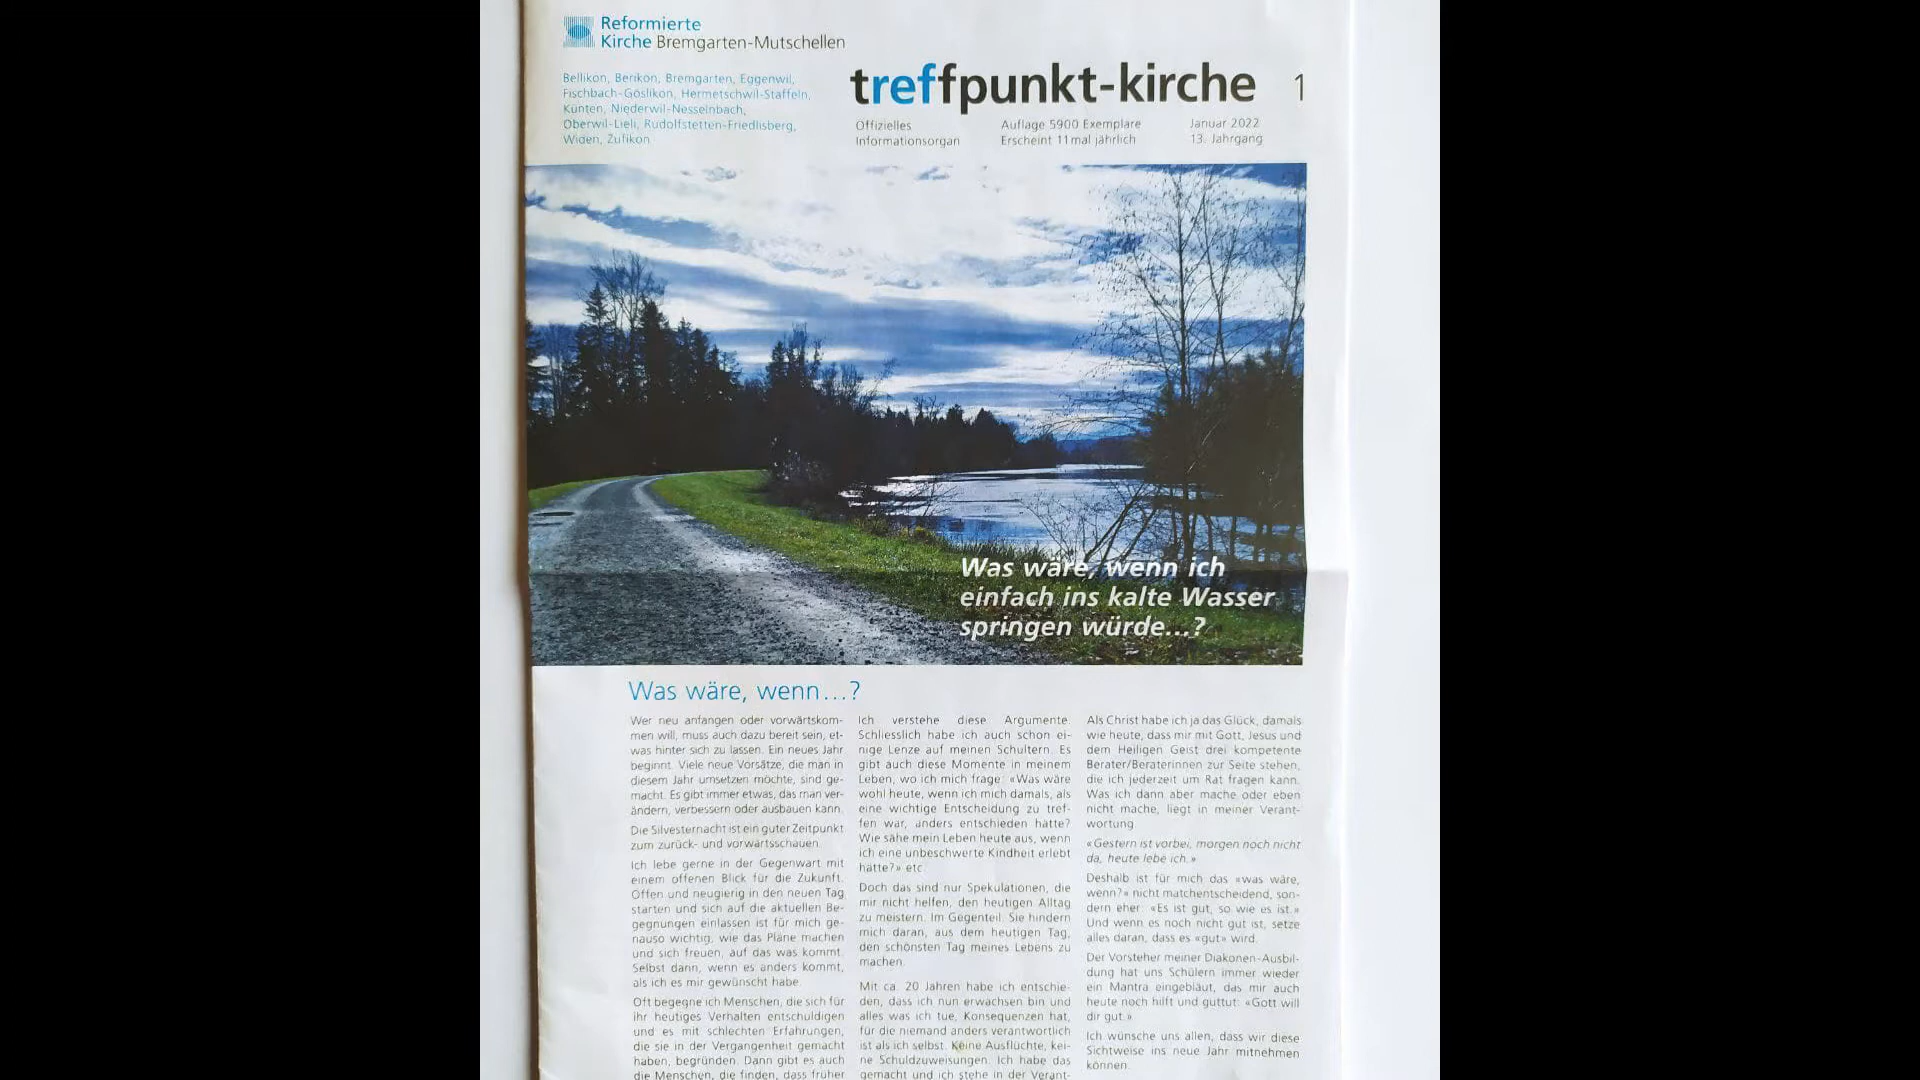 Reformierte
Kirche Bremgarten-Mutschellen
Bellikon, Berikon, Bremgarten, Eggenwil,
Fischbach-Göslikon, Hermetschwil-Staffeln,
Künten, Niederwil-Nesselnbach,
Oberwil-Lieli, Rudolfstetten-Friedlisberg,
Widen, Zufikon
treffpunkt-kirche 1
Offizielles
Informationsorgan
Auflage 5900 Exemplare
Erscheint 11 mal jährlich
Januar 2022
13. Jahrgang
Was wäre, wenn ich
einfach ins kalte Wasser
springen würde...?
Was wäre, wenn...?
Wer neu anfangen oder vorwärtskom-
men will, muss auch dazu bereit sein, et-
was hinter sich zu lassen. Ein neues Jahr
beginnt. Viele neue Vorsätze, die man in
diesem Jahr umsetzen möchte, sind ge-
macht. Es gibt immer etwas, das man ver-
ändern, verbessern oder ausbauen kann.
Die Silvesternacht ist ein guter Zeitpunkt
zum zurück- und vorwärtsschauen.
Ich lebe gerne in der Gegenwart mit
einem offenen Blick für die Zukunft.
Offen und neugierig in den neuen Tag
starten und sich auf die aktuellen Be-
gegnungen einlassen ist für mich ge-
nauso wichtig, wie das Pläne machen
und sich freuen, auf das was kommt.
Selbst dann, wenn es anders kommt,
als ich es mir gewünscht habe.
Oft begegne ich Menschen, die sich für
ihr heutiges Verhalten entschuldigen
und es mit schlechten Erfahrungen,
die sie in der Vergangenheit gemacht
haben, begründen. Dann gibt es auch
die Menschen, die finden, dass früher
Ich verstehe diese Argumente.
Schliesslich habe ich auch schon ei-
nige Lenze auf meinen Schultern. Es
gibt auch diese Momente in meinem
Leben, wo ich mich frage: «Was wäre
wohl heute, wenn ich mich damals, als
eine wichtige Entscheidung zu tref-
fen war, anders entschieden hätte?
Wie sähe mein Leben heute aus, wenn
ich eine unbeschwerte Kindheit erlebt
hätte?» etc.
Doch das sind nur Spekulationen, die
mir nicht helfen, den heutigen Alltag
zu meistern. Im Gegenteil. Sie hindern
mich daran, aus dem heutigen Tag,
den schönsten Tag meines Lebens zu
machen.
Mit ca. 20 Jahren habe ich entschie-
den, dass ich nun erwachsen bin und
alles was ich tue, Konsequenzen hat,
für die niemand anders verantwortlich
ist als ich selbst. Keine Ausflüchte, kei-
ne Schuldzuweisungen. Ich habe das
gemacht und ich stehe in der Verant-
Als Christ habe ich ja das Glück, damals
wie heute, dass mir mit Gott, Jesus und
dem Heiligen Geist drei kompetente
Berater/Beraterinnen zur Seite stehen,
die ich jederzeit um Rat fragen kann.
Was ich dann aber mache oder eben
nicht mache, liegt in meiner Verant-
wortung.
«Gestern ist vorbei, morgen noch nicht
da, heute lebe ich.»
Deshalb ist für mich das «was wäre,
wenn?» nicht matchentscheidend, son-
dern eher: «Es ist gut, so wie es ist.»
Und wenn es noch nicht gut ist, setze
alles daran, dass es «gut» wird.
Der Vorsteher meiner Diakonen-Ausbil-
dung hat uns Schülern immer wieder
ein Mantra eingebläut, das mir auch
heute noch hilft und guttut: «Gott will
dir gut.»
Ich wünsche uns allen, dass wir diese
Sichtweise ins neue Jahr mitnehmen
können.